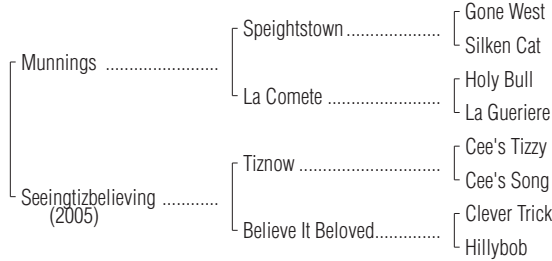 Gone West
Speightstown
Silken Cat
Munnings
Holy Bull
La Comete
La Gueriere
Cee's Tizzy
Tiznow
Cee's Song
Seeingtizbelieving
(2005)
Clever Trick
Believe It Beloved
Hillybob